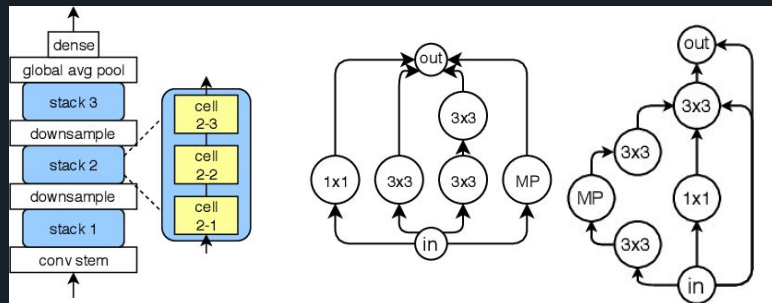 dense
global avg pool
stack 3
downsample
stack 2
downsample
stack 1
conv stem
cell
2-3
cell
2-2
cell
2-1
out
3x3
1x1
3x3
3x3
MP
in
out
3x3
3x3
MP
1x1
3x3
in